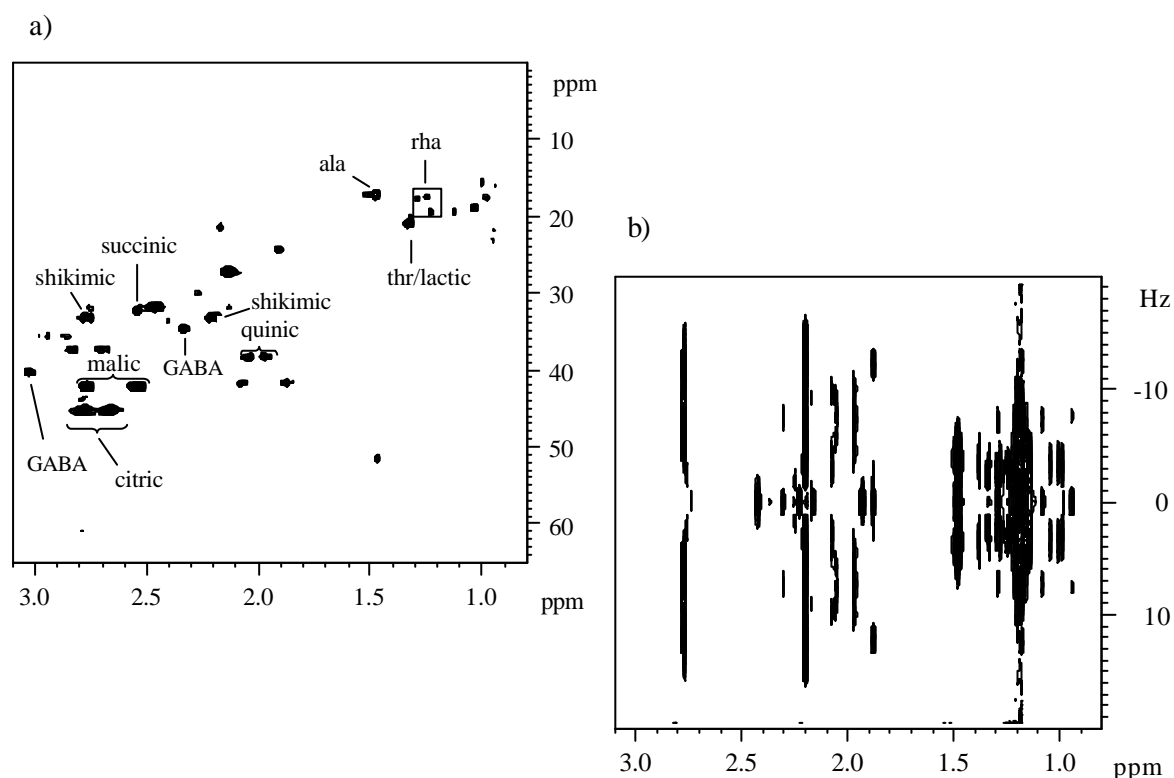 a)
ppm
10
20
30
40
50
60
rha
ala
thr/lactic
succinic
shikimic
shikimic
quinic
malic
GABA
GABA
citric
3.0 2.5 2.0 1.5 1.0 ppm
b)
Hz
-10
0
10
3.0 2.5 2.0 1.5 1.0 ppm